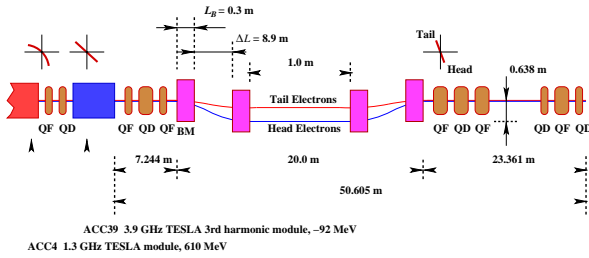 L_B = 0.3 m
ΔL = 8.9 m
1.0 m
Tail
Head
0.638 m
Tail Electrons
Head Electrons
QF QD QF QD QF BM QF QD QF QD QF QD
7.244 m 20.0 m 23.361 m
50.605 m
ACC39 3.9 GHz TESLA 3rd harmonic module, −92 MeV
ACC4 1.3 GHz TESLA module, 610 MeV